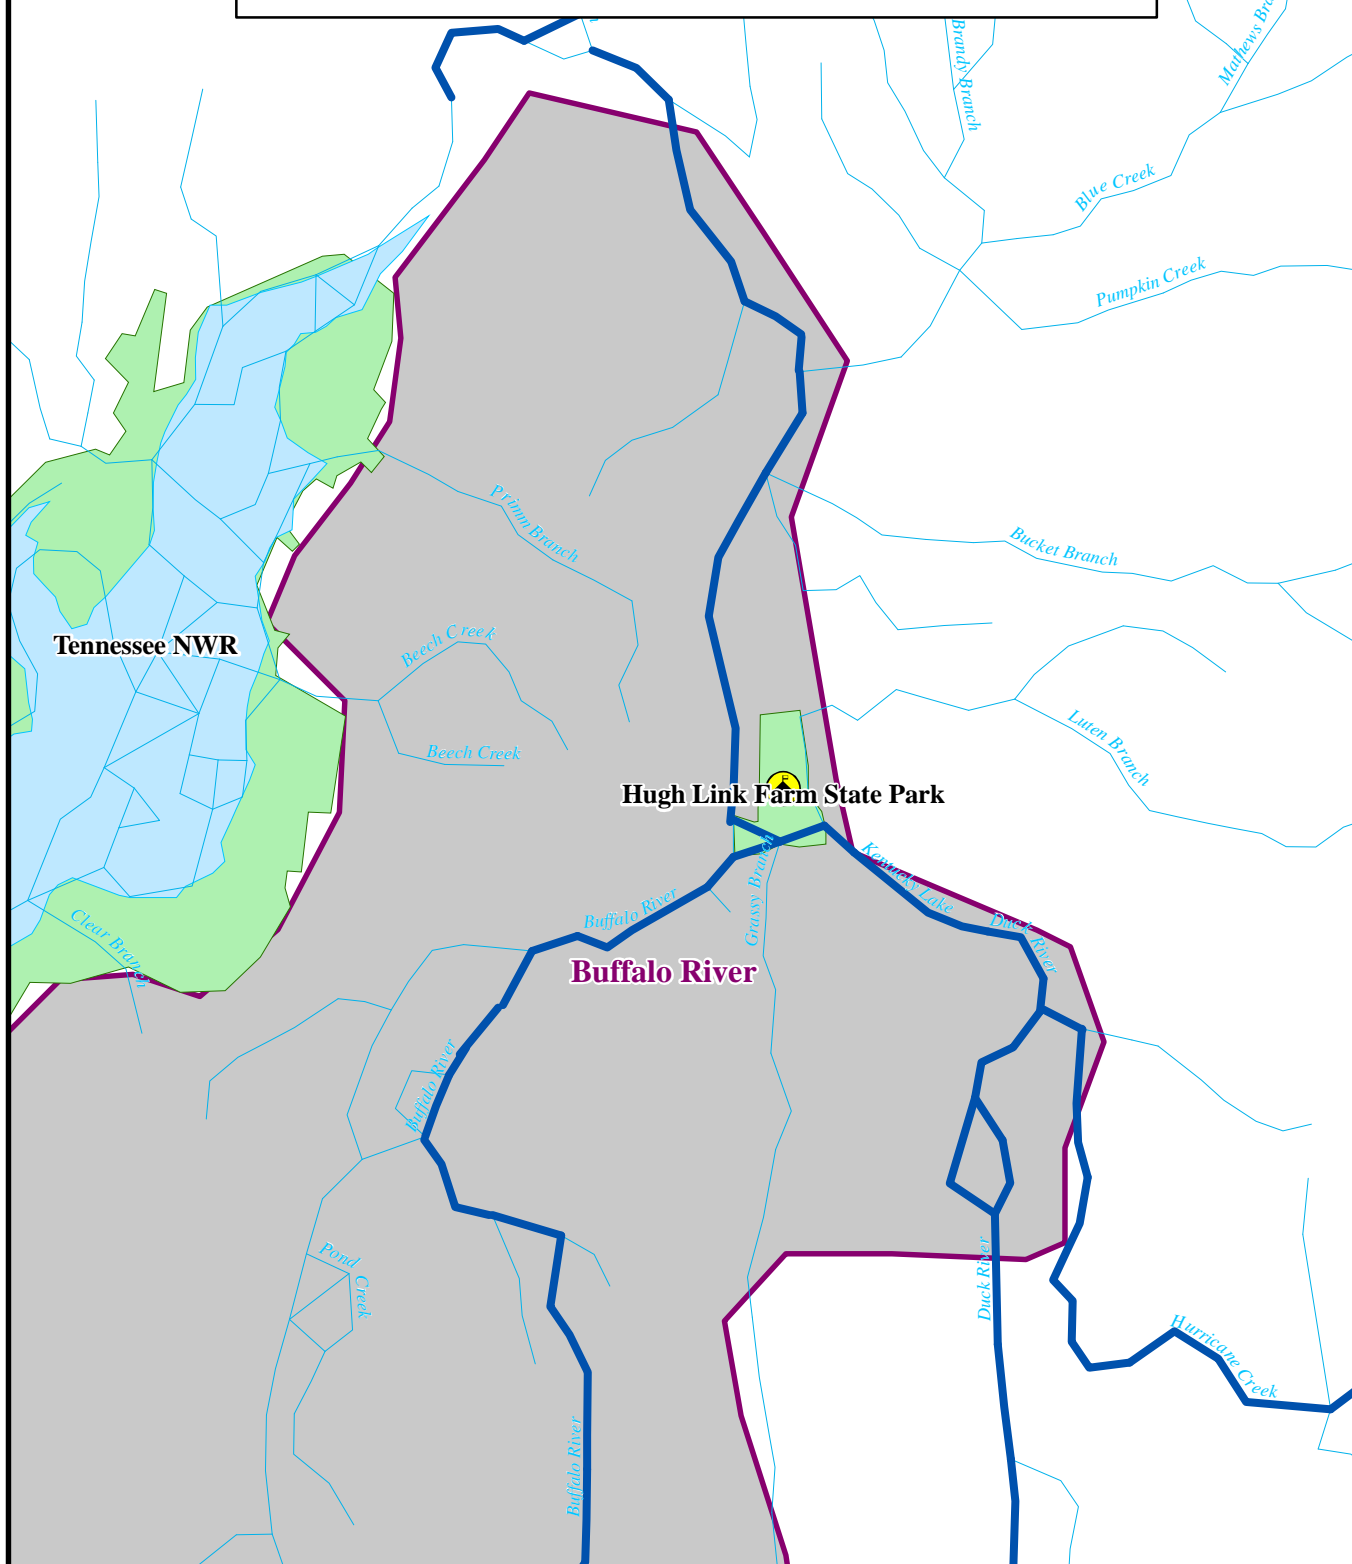 Brandy Branch
Mathews Bra
Blue Creek
Pumpkin Creek
Primm Branch
Bucket Branch
Beech Creek
Tennessee NWR
Beech Creek
Luten Branch
F
Hugh Link Farm State Park
Grassy Branch
Kentucky Lake
Buffalo River
Duck River
Clear Branch
Buffalo River
Buffalo River
Pond Creek
Duck River
Hurricane Creek
Buffalo River